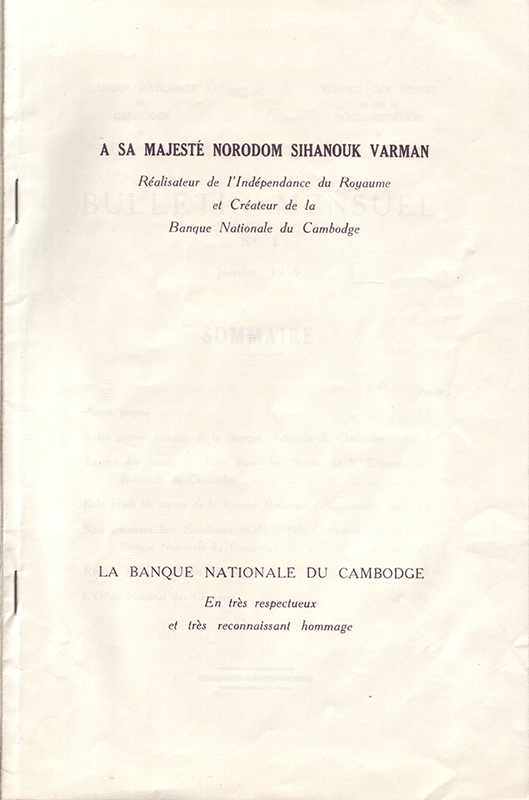 A SA MAJESTÉ NORODOM SIHANOUK VARMAN
Réalisateur de l'Indépendance du Royaume
et Créateur de la
Banque Nationale du Cambodge
LA BANQUE NATIONALE DU CAMBODGE
En très respectueux
et très reconnaissant hommage